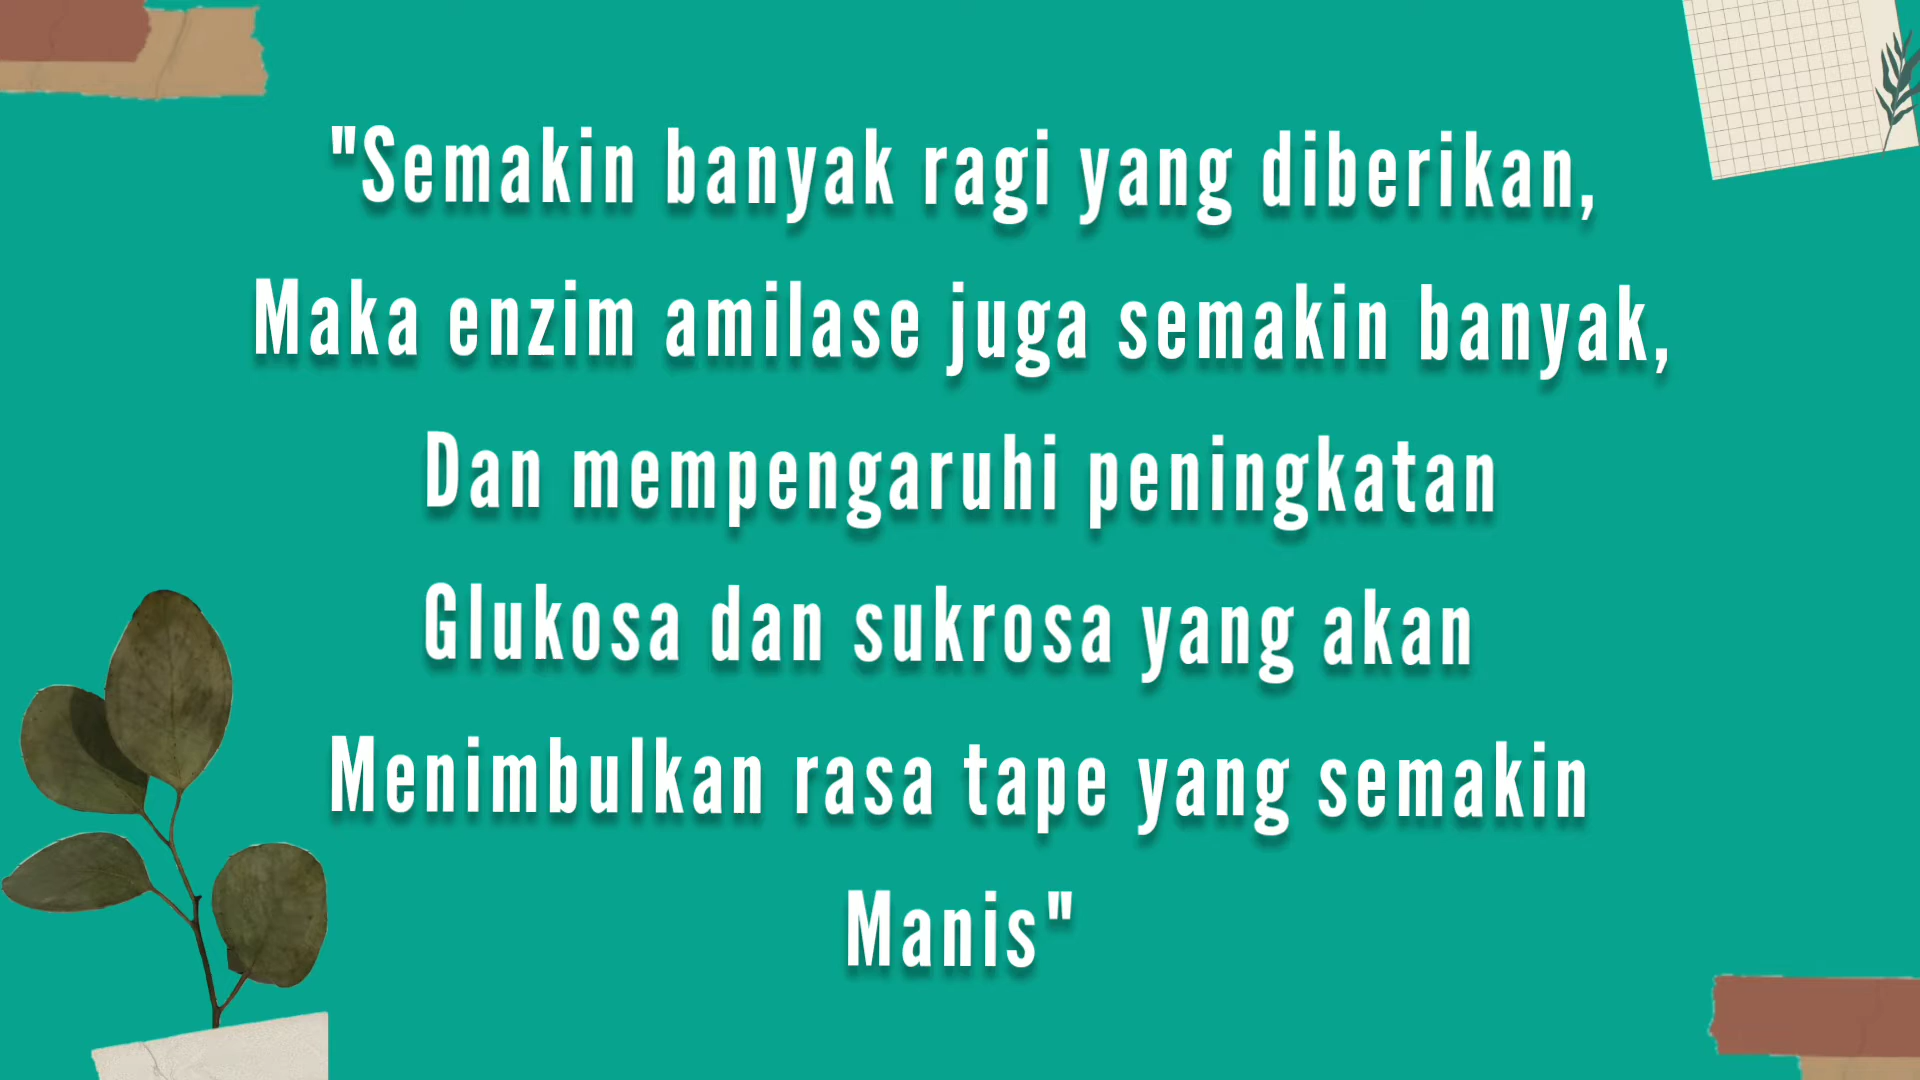 "Semakin banyak ragi yang diberikan,
Maka enzim amilase juga semakin banyak,
Dan mempengaruhi peningkatan
Glukosa dan sukrosa yang akan
Menimbulkan rasa tape yang semakin
Manis"